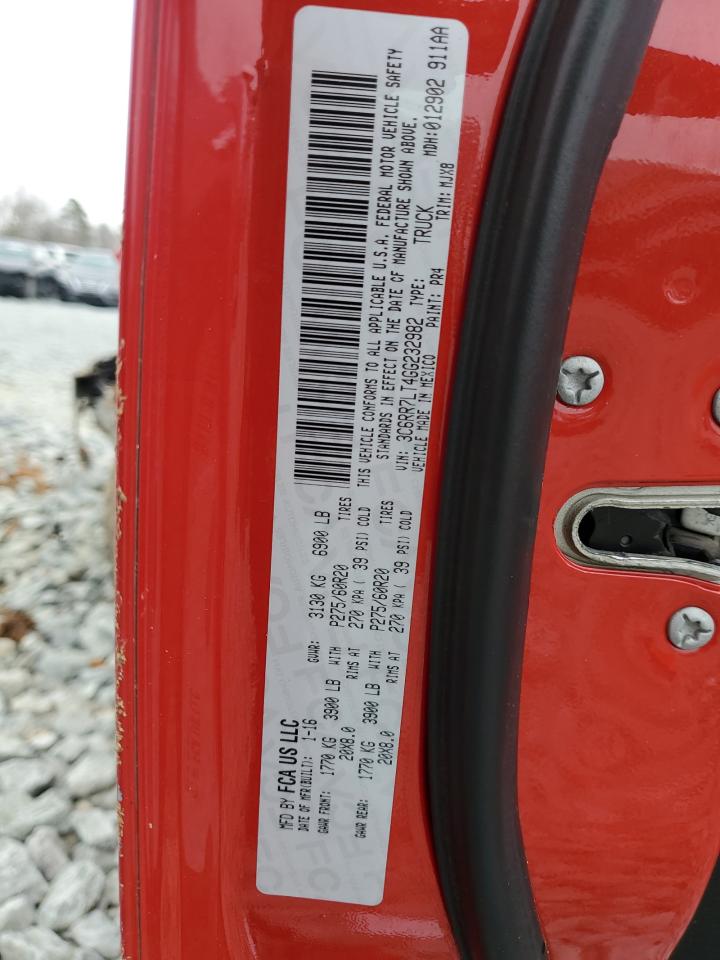 MFD BY FCA US LLC
DATE OF MFR(BUILT): 1-16
GVWR: 3130 KG 6900 LB
GAWR FRONT: 1770 KG 3900 LB WITH P275/60R20 TIRES
20X8.0 RIMS AT 270 KPA ( 39 PSI) COLD
GAWR REAR: 1770 KG 3900 LB WITH P275/60R20 TIRES
20X8.0 RIMS AT 270 KPA ( 39 PSI) COLD
THIS VEHICLE CONFORMS TO ALL APPLICABLE U.S.A. FEDERAL MOTOR VEHICLE SAFETY
STANDARDS IN EFFECT ON THE DATE OF MANUFACTURE SHOWN ABOVE.
VIN: 3C6RR7LT4GG232982 TYPE: TRUCK MDH:012902 911AA
VEHICLE MADE IN MEXICO PAINT: PR4 TRIM: MJXB